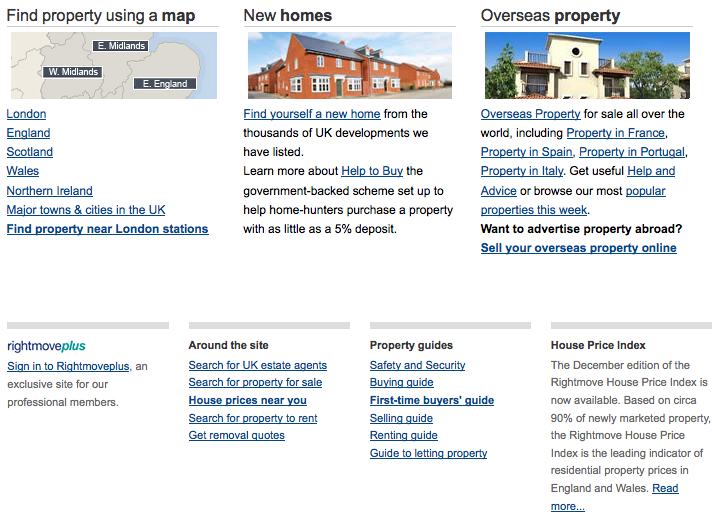 Find property using a map
E. Midlands
W. Midlands
E. England
London
England
Scotland
Wales
Northern Ireland
Major towns & cities in the UK
Find property near London stations
New homes
Find yourself a new home from the
thousands of UK developments we
have listed.
Learn more about Help to Buy the
government-backed scheme set up to
help home-hunters purchase a property
with as little as a 5% deposit.
Overseas property
Overseas Property for sale all over the
world, including Property in France,
Property in Spain, Property in Portugal,
Property in Italy. Get useful Help and
Advice or browse our most popular
properties this week.
Want to advertise property abroad?
Sell your overseas property online
rightmoveplus
Sign in to Rightmoveplus, an
exclusive site for our
professional members.
Around the site
Search for UK estate agents
Search for property for sale
House prices near you
Search for property to rent
Get removal quotes
Property guides
Safety and Security
Buying guide
First-time buyers' guide
Selling guide
Renting guide
Guide to letting property
House Price Index
The December edition of the
Rightmove House Price Index is
now available. Based on circa
90% of newly marketed property,
the Rightmove House Price
Index is the leading indicator of
residential property prices in
England and Wales. Read
more...